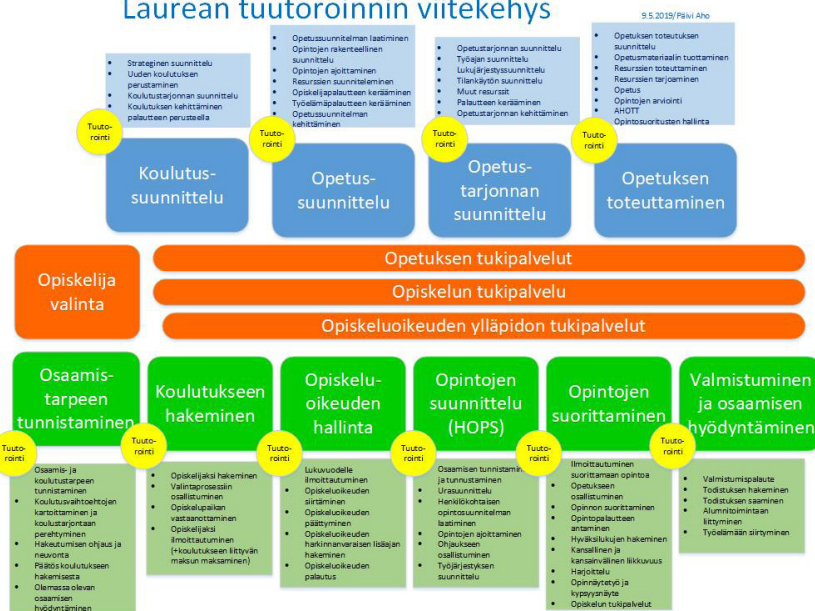 Laurean tuutoroinnin viitekehys
9.5.2019/Päivi Aho
Strateginen suunnittelu
Uuden koulutuksen
perustaminen
Koulutustarjonnan suunnittelu
Koulutuksen kehittäminen
palautteen perusteella
Opetussuunnitelman laatiminen
Opintojen rakenteellinen
suunnittelu
Opintojen ajoittaminen
Resurssien suunniteleminen
Opiskelijapalautteen kerääminen
Työelämäpalautteen kerääminen
Opetussuunnitelman
kehittäminen
Opetustarjonnan suunnittelu
Työajan suunnittelu
Lukujärjestyssuunnittelu
Tilankäytön suunnittelu
Muut resurssit
Palautteen kerääminen
Opetustarjonnan kehittäminen
Opetuksen toteutuksen
suunnittelu
Opetusmateriaalin tuottaminen
Resurssien toteuttaminen
Resurssien tarjoaminen
Opetus
Opintojen arviointi
AHOTT
Opintosuoritusten hallinta
Tuuto-
rointi
Tuuto-
rointi
Tuuto-
rointi
Tuuto-
rointi
Koulutus-
suunnittelu
Opetus-
suunnittelu
Opetus-
tarjonnan
suunnittelu
Opetuksen
toteuttaminen
Opiskelija
valinta
Opetuksen tukipalvelut
Opiskelun tukipalvelu
Opiskeluoikeuden ylläpidon tukipalvelut
Osaamis-
tarpeen
tunnistaminen
Koulutukseen
hakeminen
Opiskelu-
oikeuden
hallinta
Opintojen
suunnittelu
(HOPS)
Opintojen
suorittaminen
Valmistuminen
ja osaamisen
hyödyntäminen
Tuuto-
rointi
Tuuto-
rointi
Tuuto-
rointi
Tuuto-
rointi
Tuuto-
rointi
Tuuto-
rointi
Osaamis- ja
koulutustarpeen
tunnistaminen
Koulutusvaihtoehtojen
kartoittaminen ja
koulustarjontaan
perehtyminen
Hakeutumisen ohjaus ja
neuvonta
Päätös koulutukseen
hakemisesta
Olemassa olevan
osaamisen
hyödyntäminen
Opiskelijaksi hakeminen
Valintaprosessiin
osallistuminen
Opiskelupaikan
vastaanottaminen
Opiskelijaksi
ilmoittautuminen
(+koulutukseen liittyvän
maksun maksaminen)
Lukuvuodelle
ilmoittautuminen
Opiskeluoikeuden
siirtäminen
Opiskeluoikeuden
päättyminen
Opiskeluoikeuden
harkinnanvaraisen lisäajan
hakeminen
Opiskeluoikeuden
palautus
Osaamisen tunnistaminen
ja tunnustaminen
Urasuunnittelu
Henkilökohtaisen
opintosuunnitelman
laatiminen
Opintojen ajoittaminen
Ohjaukseen
osallistuminen
Työjärjestyksen
suunnittelu
Ilmoittautuminen
suorittamaan opintoa
Opetukseen
osallistuminen
Opinnon suorittaminen
Opintopalautteen
antaminen
Hyväksilukujen hakeminen
Kansallinen ja
kansainvälinen liikkuvuus
Harjoittelu
Opinnäytetyö ja
kypsyysnäyte
Opiskelun tukipalvelut
Valmistumispalaute
Todistuksen hakeminen
Todistuksen saaminen
Alumnitoimintaan
liittyminen
Työelämään siirtyminen